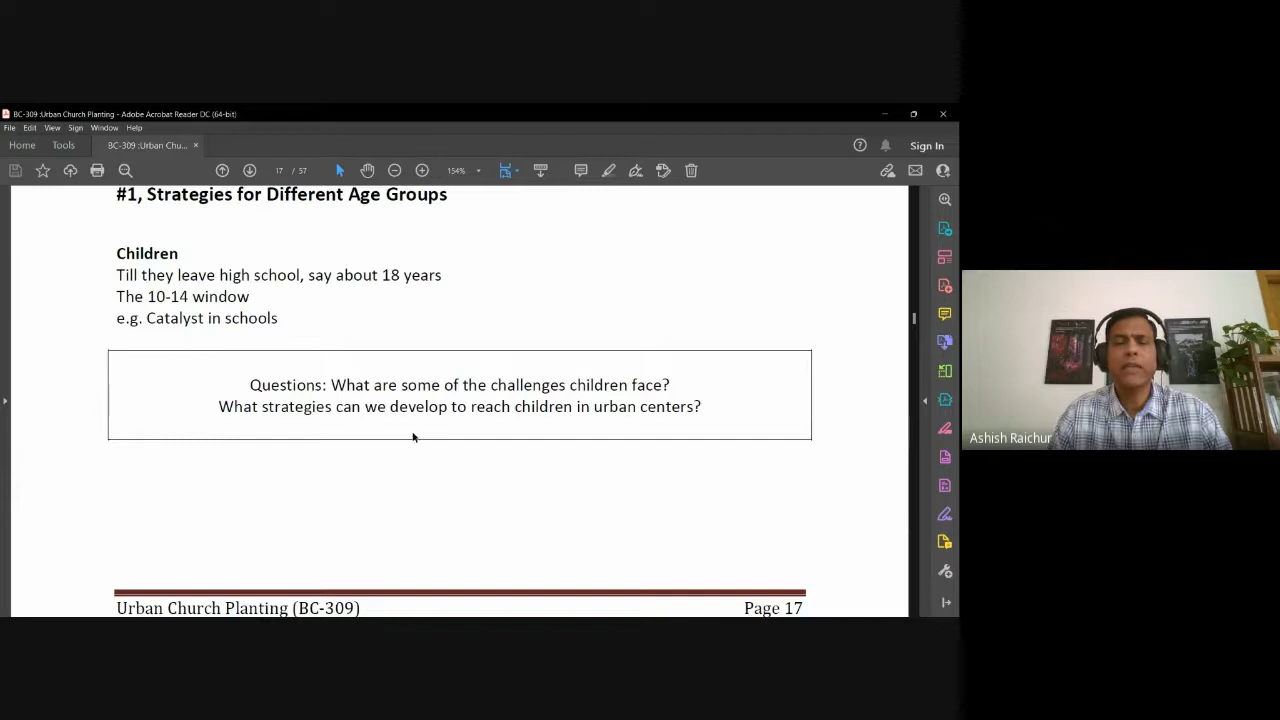 BC-309 :Urban Church Planting - Adobe Acrobat Reader DC (64-bit)
File Edit View Sign Window Help
Home Tools BC-309 :Urban Chu... × Sign In
17 / 57 154%
#1, Strategies for Different Age Groups
Children
Till they leave high school, say about 18 years
The 10-14 window
e.g. Catalyst in schools
Questions: What are some of the challenges children face?
What strategies can we develop to reach children in urban centers?
Urban Church Planting (BC-309) Page 17
Ashish Raichur